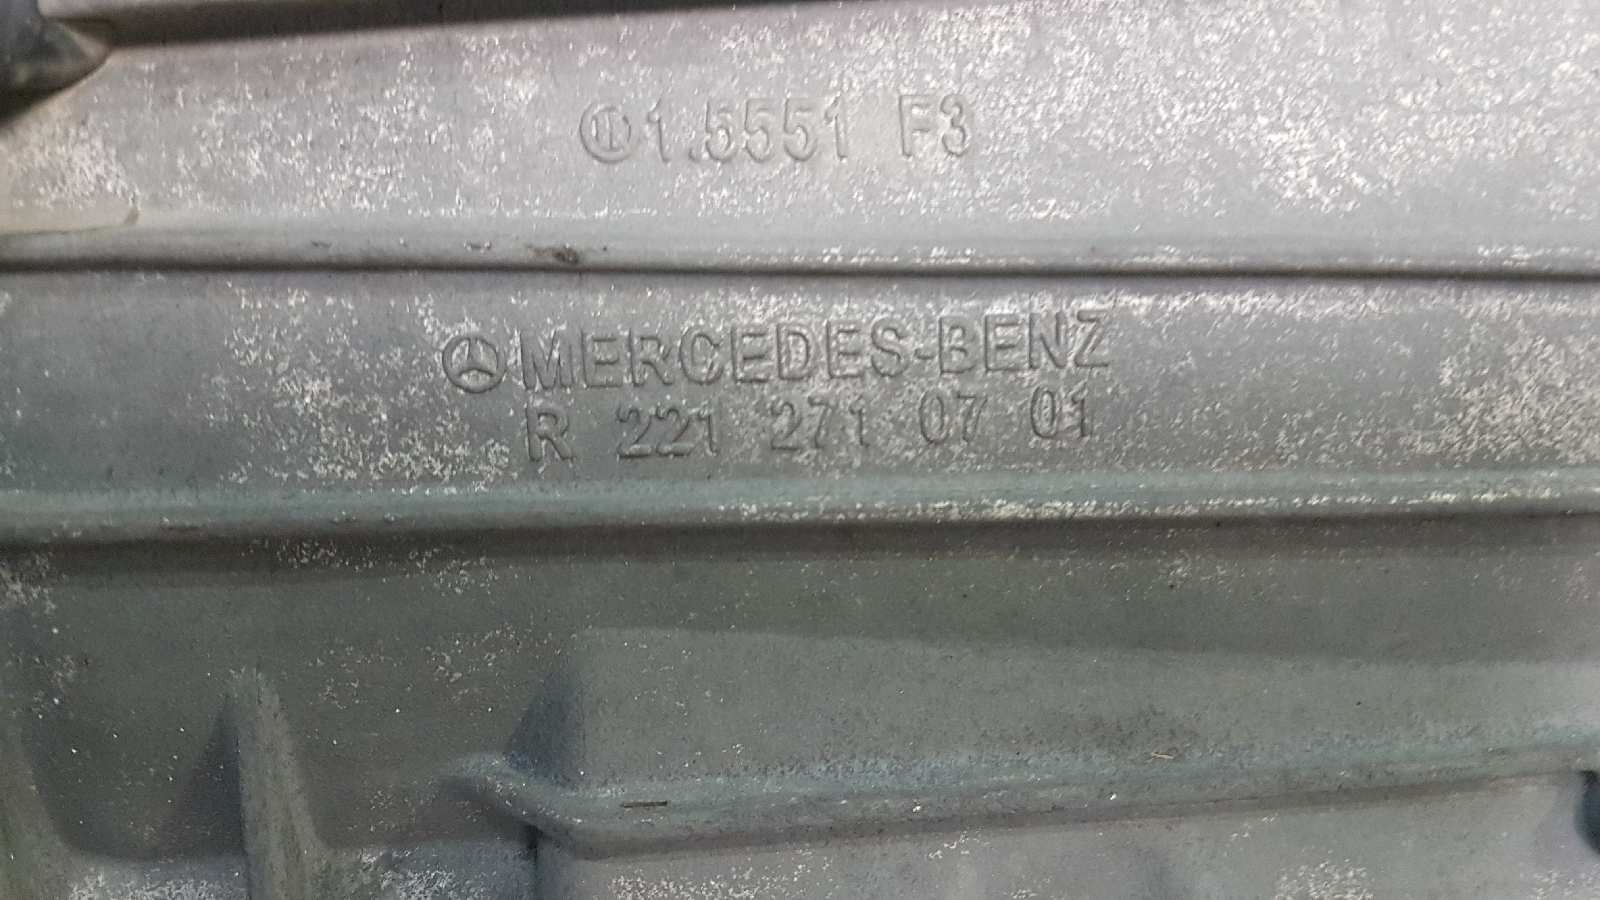 1.5551 F3
MERCEDES-BENZ
R 221 271 07 01